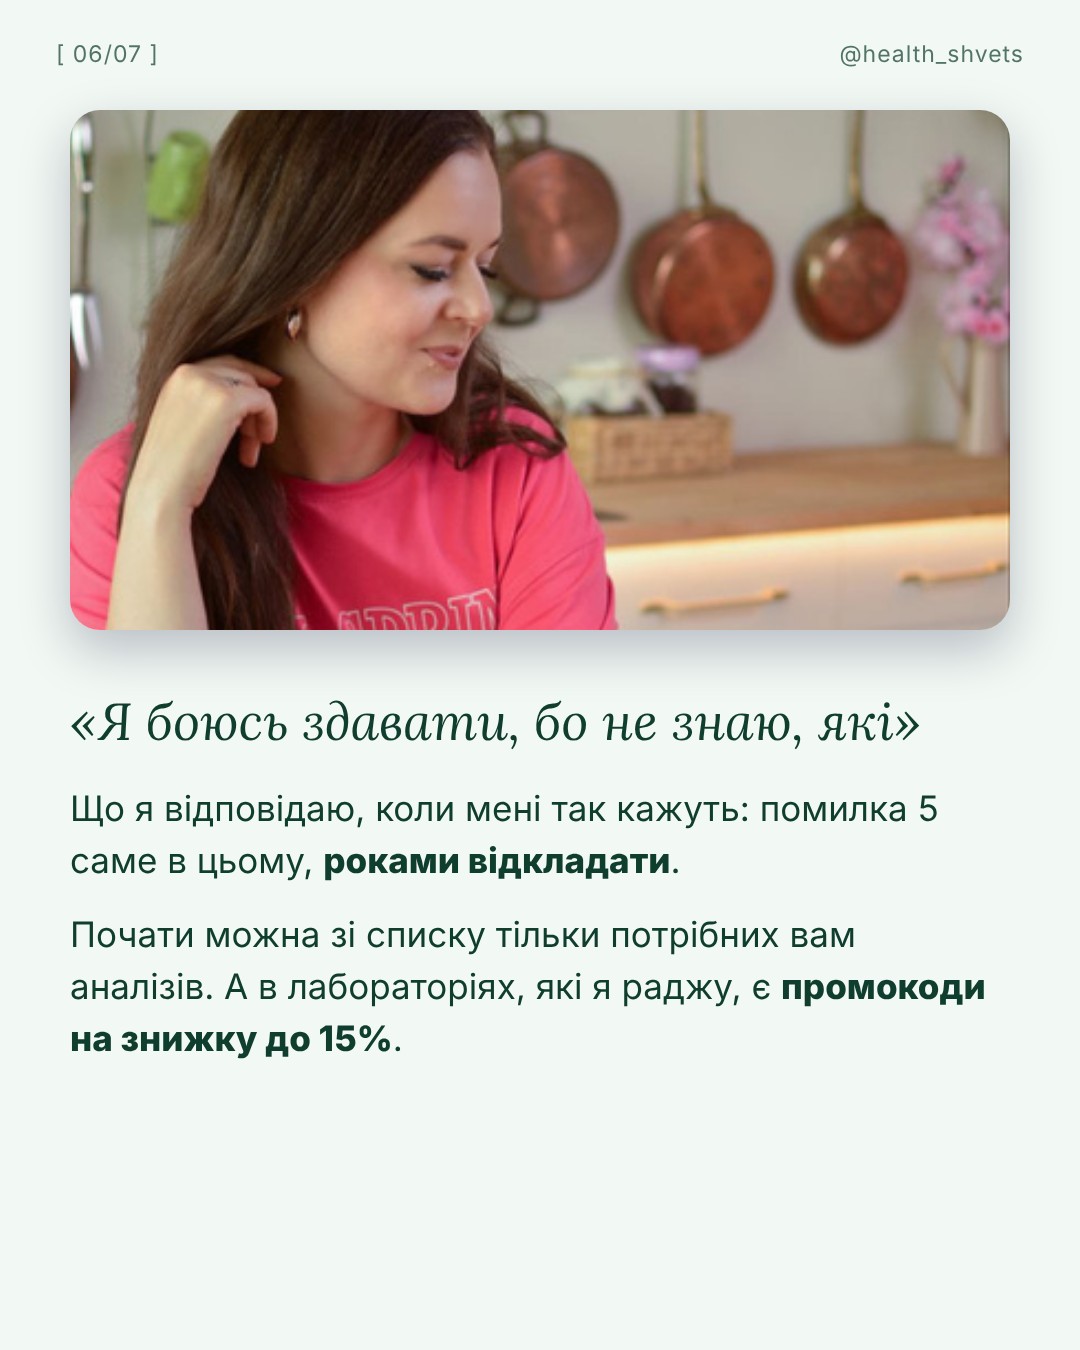 [ 06/07 ]
@health_shvets
«Я боюсь здавати, бо не знаю, які»
Що я відповідаю, коли мені так кажуть: помилка 5
саме в цьому, роками відкладати.
Почати можна зі списку тільки потрібних вам
аналізів. А в лабораторіях, які я раджу, є промокоди
на знижку до 15%.